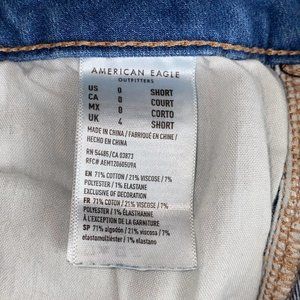 AMERICAN EAGLE
OUTFITTERS
US 0 SHORT
CA 0 COURT
MX 0 CORTO
UK 4 SHORT
MADE IN CHINA / FABRIQUÉ EN CHINE /
HECHO EN CHINA
RN 54485/CA 03873
RFC# AEM1206050Y9A
EN 71% COTTON / 21% VISCOSE / 7%
POLYESTER / 1% ELASTANE
EXCLUSIVE OF DECORATION
FR 71% COTON / 21% VISCOSE / 7%
POLYESTER / 1% ÉLASTHANNE
À L'EXCEPTION DE LA GARNITURE
SP 71% algodón / 21% viscosa / 7%
elastomultiéster / 1% elastano